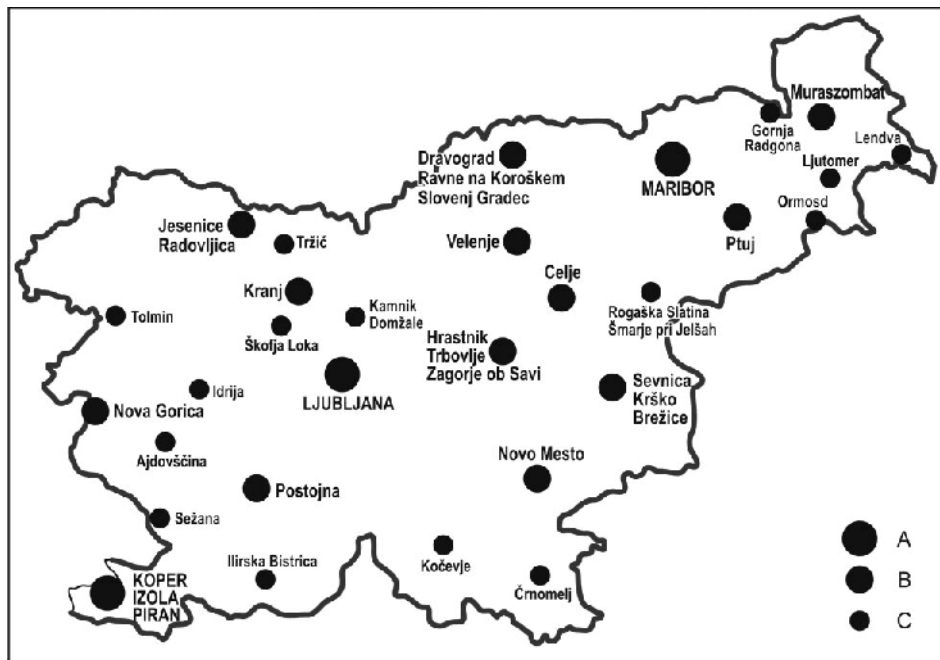 Muraszombat
Gornja
Radgona
Lendva
Ljutomer
Dravograd
Ravne na Koroškem
Slovenj Gradec
MARIBOR
Ormosd
Jesenice
Radovljica
Tržič
Velenje
Ptuj
Celje
Kranj
Kamnik
Domžale
Rogaška Slatina
Šmarje pri Jelšah
Tolmin
Škofja Loka
Hrastnik
Trbovlje
Zagorje ob Savi
Idrija
LJUBLJANA
Sevnica
Krško
Brežice
Nova Gorica
Ajdovščina
Novo Mesto
Postojna
Sežana
A
Ilirska Bistrica
Kočevje
KOPER
IZOLA
PIRAN
Črnomelj
B
C